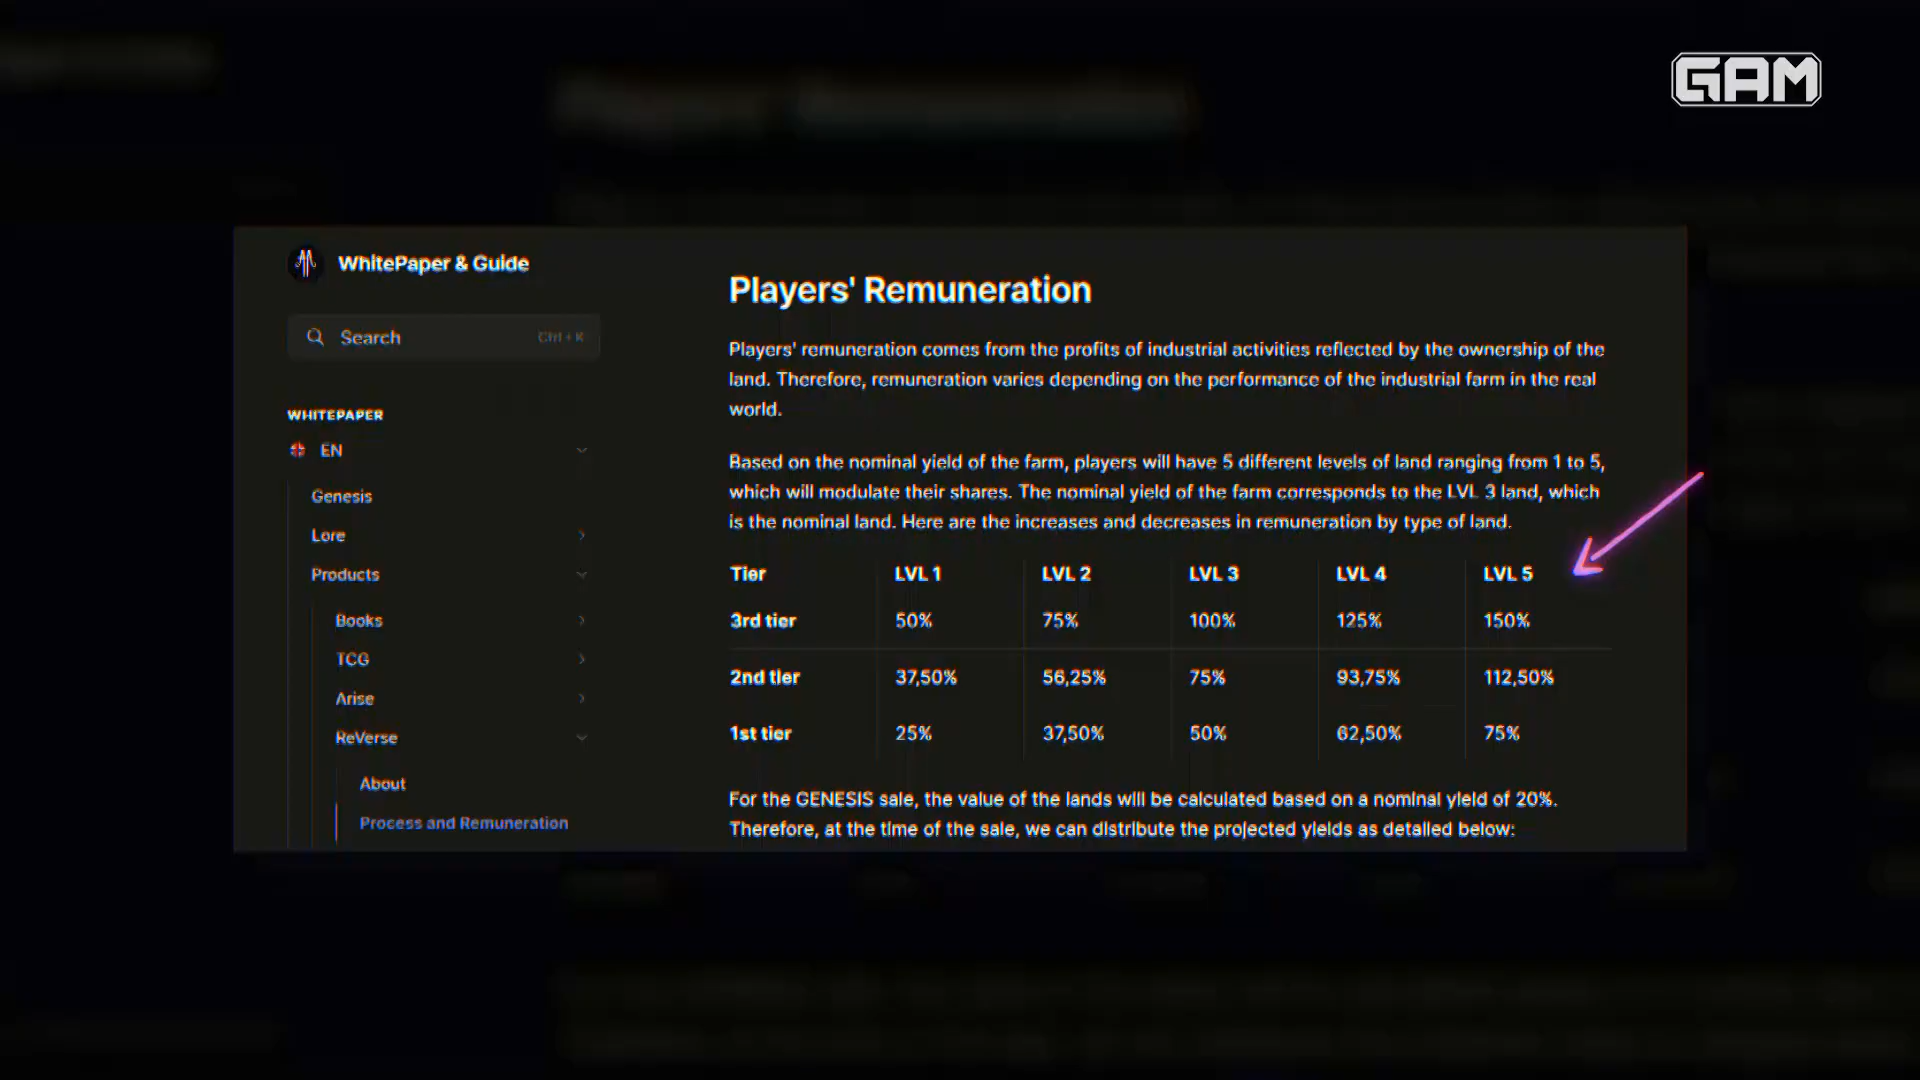 GAM
WhitePaper & Guide
Search Ctrl + K
WHITEPAPER
EN
Genesis
Lore
Products
Books
TCG
Arise
ReVerse
About
Process and Remuneration
Players' Remuneration
Players' remuneration comes from the profits of industrial activities reflected by the ownership of the
land. Therefore, remuneration varies depending on the performance of the industrial farm in the real
world.
Based on the nominal yield of the farm, players will have 5 different levels of land ranging from 1 to 5,
which will modulate their shares. The nominal yield of the farm corresponds to the LVL 3 land, which
is the nominal land. Here are the increases and decreases in remuneration by type of land.
Tier LVL 1 LVL 2 LVL 3 LVL 4 LVL 5
3rd tier 50% 75% 100% 125% 150%
2nd tier 37,50% 56,25% 75% 93,75% 112,50%
1st tier 25% 37,50% 50% 62,50% 75%
For the GENESIS sale, the value of the lands will be calculated based on a nominal yield of 20%.
Therefore, at the time of the sale, we can distribute the projected yields as detailed below: